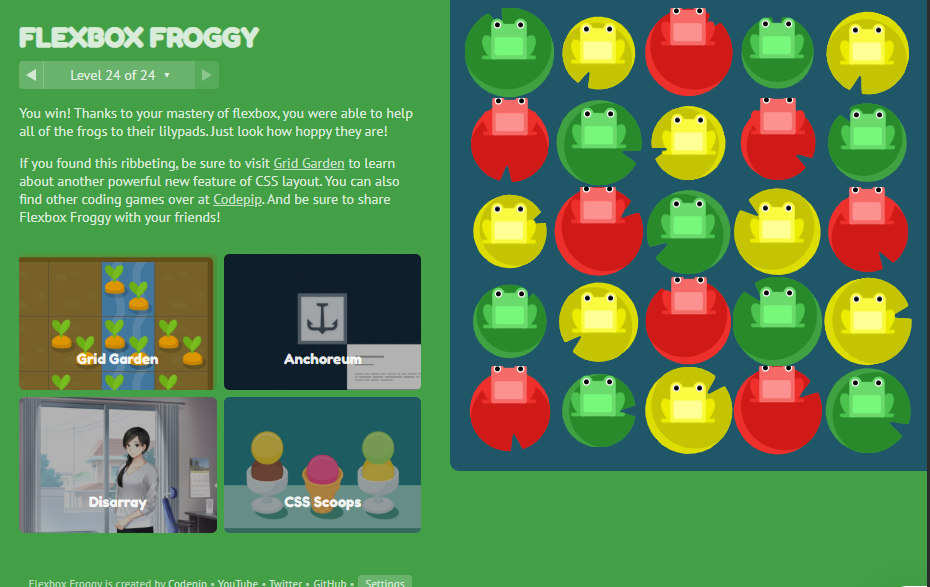 FLEXBOX FROGGY
Level 24 of 24
You win! Thanks to your mastery of flexbox, you were able to help
all of the frogs to their lilypads. Just look how hoppy they are!
If you found this ribbeting, be sure to visit Grid Garden to learn
about another powerful new feature of CSS layout. You can also
find other coding games over at Codepip. And be sure to share
Flexbox Froggy with your friends!
Grid Garden
Anchoreum
Disarray
CSS Scoops
Flexbox Froggy is created by Codepip • YouTube • Twitter • GitHub • Settings